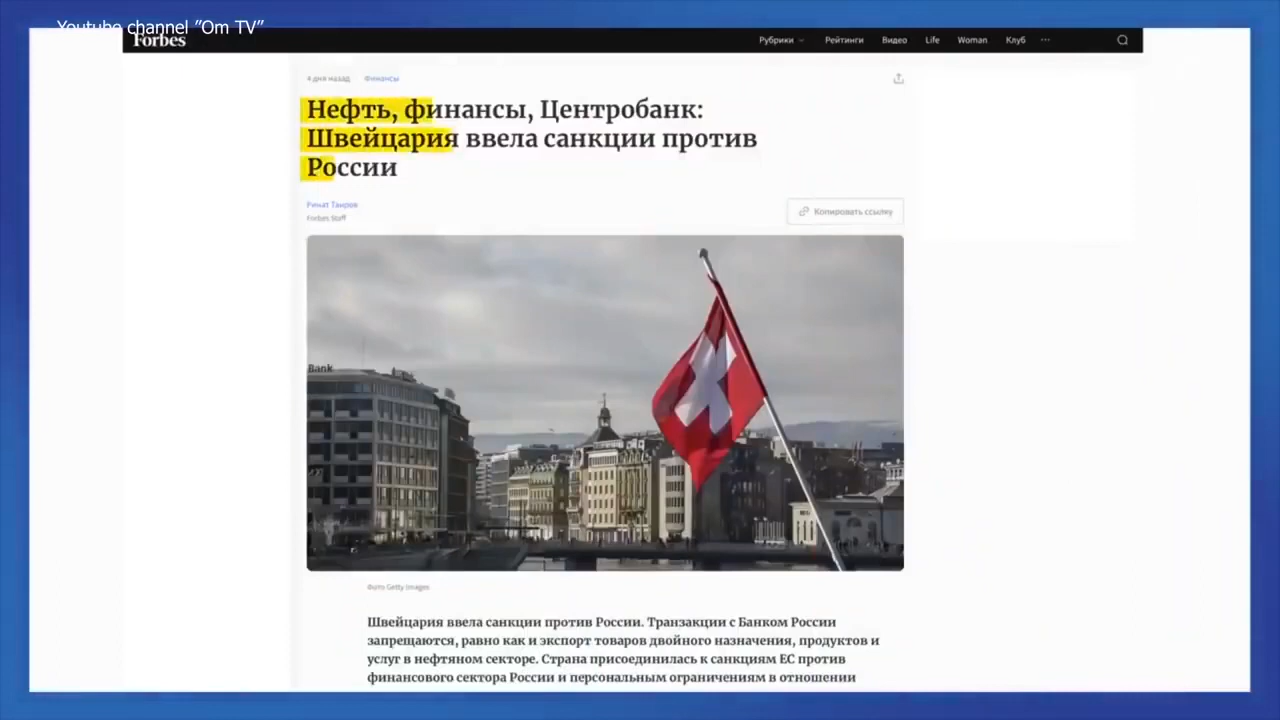 Youtube channel "Om TV"
Forbes
Рубрики Рейтинги Видео Life Woman Клуб ...
4 дня назад Финансы
Нефть, финансы, Центробанк:
Швейцария ввела санкции против
России
Ринат Таиров
Forbes Staff
Копировать ссылку
Bank
Фото Getty Images
Швейцария ввела санкции против России. Транзакции с Банком России
запрещаются, равно как и экспорт товаров двойного назначения, продуктов и
услуг в нефтяном секторе. Страна присоединилась к санкциям ЕС против
финансового сектора России и персональным ограничениям в отношении